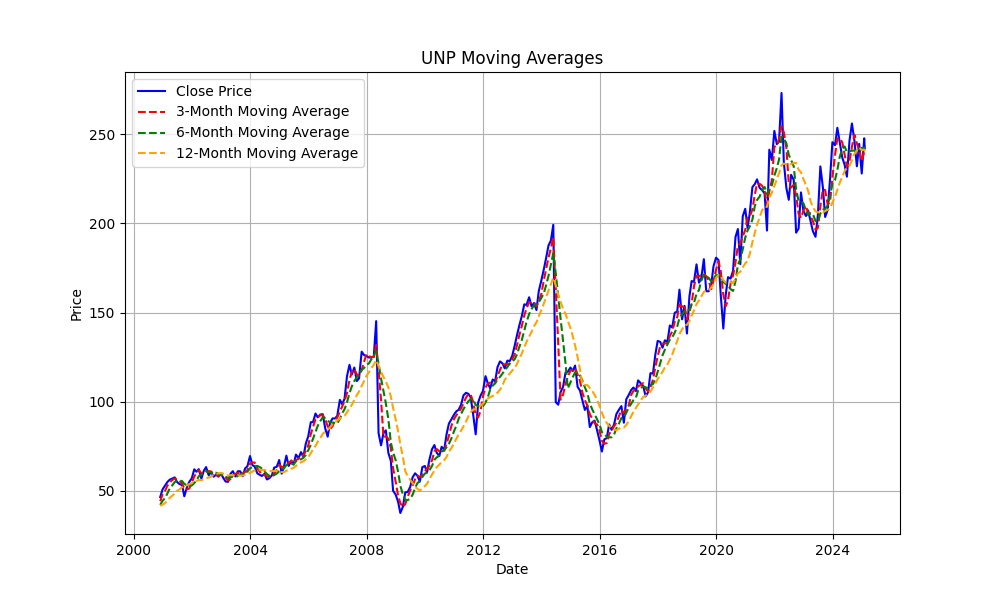 UNP Moving Averages
Close Price
3-Month Moving Average
6-Month Moving Average
12-Month Moving Average
250
200
150
100
50
Price
2000 2004 2008 2012 2016 2020 2024
Date